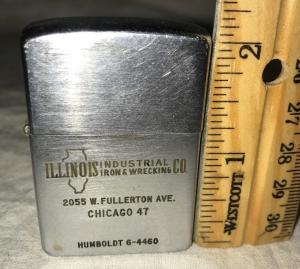 ILLINOIS INDUSTRIAL IRON & WRECKING CO.
2055 W. FULLERTON AVE.
CHICAGO 47
HUMBOLDT 6-4460
2
1
WESTCOTT
26
27
28
29
30